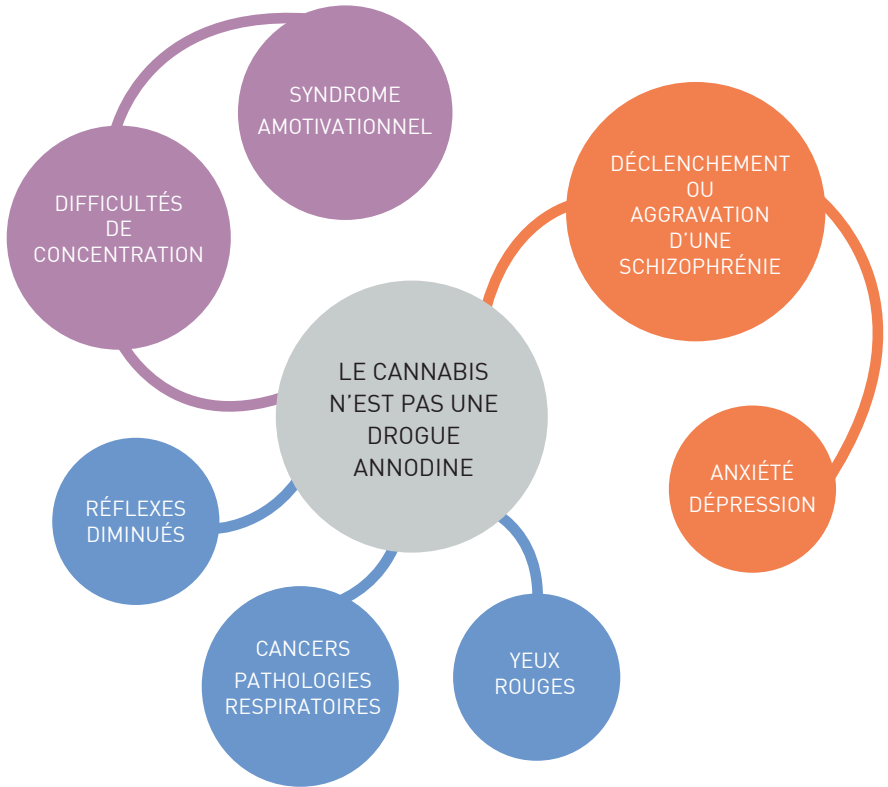 SYNDROME
AMOTIVATIONNEL
DIFFICULTÉS
DE
CONCENTRATION
DÉCLENCHEMENT
OU
AGGRAVATION
D'UNE
SCHIZOPHRÉNIE
LE CANNABIS
N'EST PAS UNE
DROGUE
ANNODINE
ANXIÉTÉ
DÉPRESSION
RÉFLEXES
DIMINUÉS
CANCERS
PATHOLOGIES
RESPIRATOIRES
YEUX
ROUGES